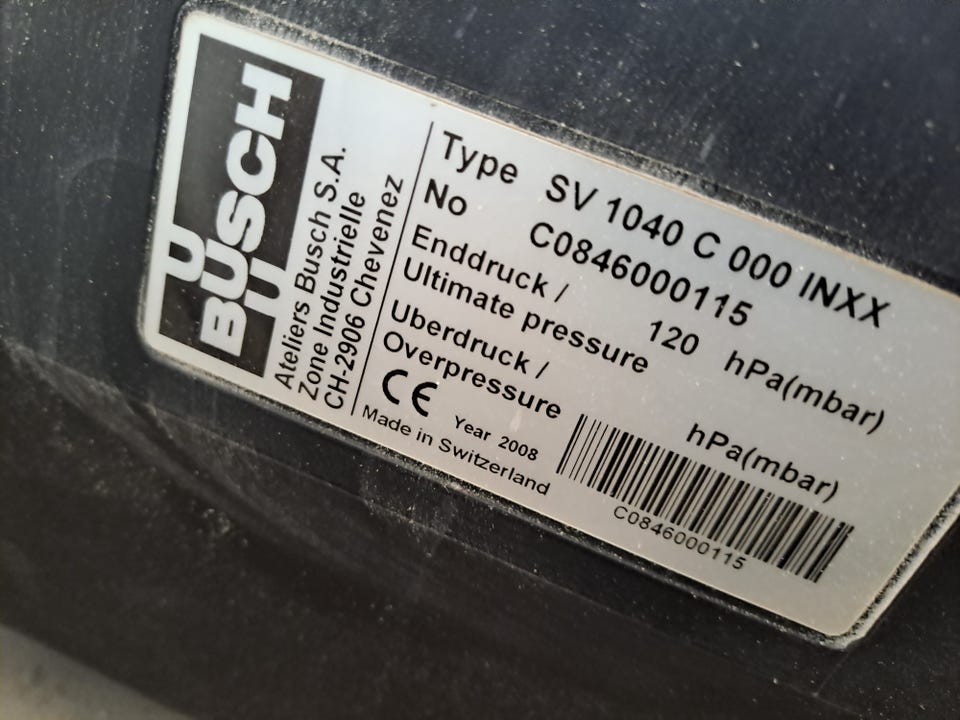 U
BUSCH
U
Ateliers Busch S.A.
Zone Industrielle
CH-2906 Chevenez
Type SV 1040 C 000 INXX
No C0846000115
Enddruck /
Ultimate pressure 120 hPa(mbar)
Uberdruck /
Overpressure hPa(mbar)
CE Year 2008
Made in Switzerland
C0846000115